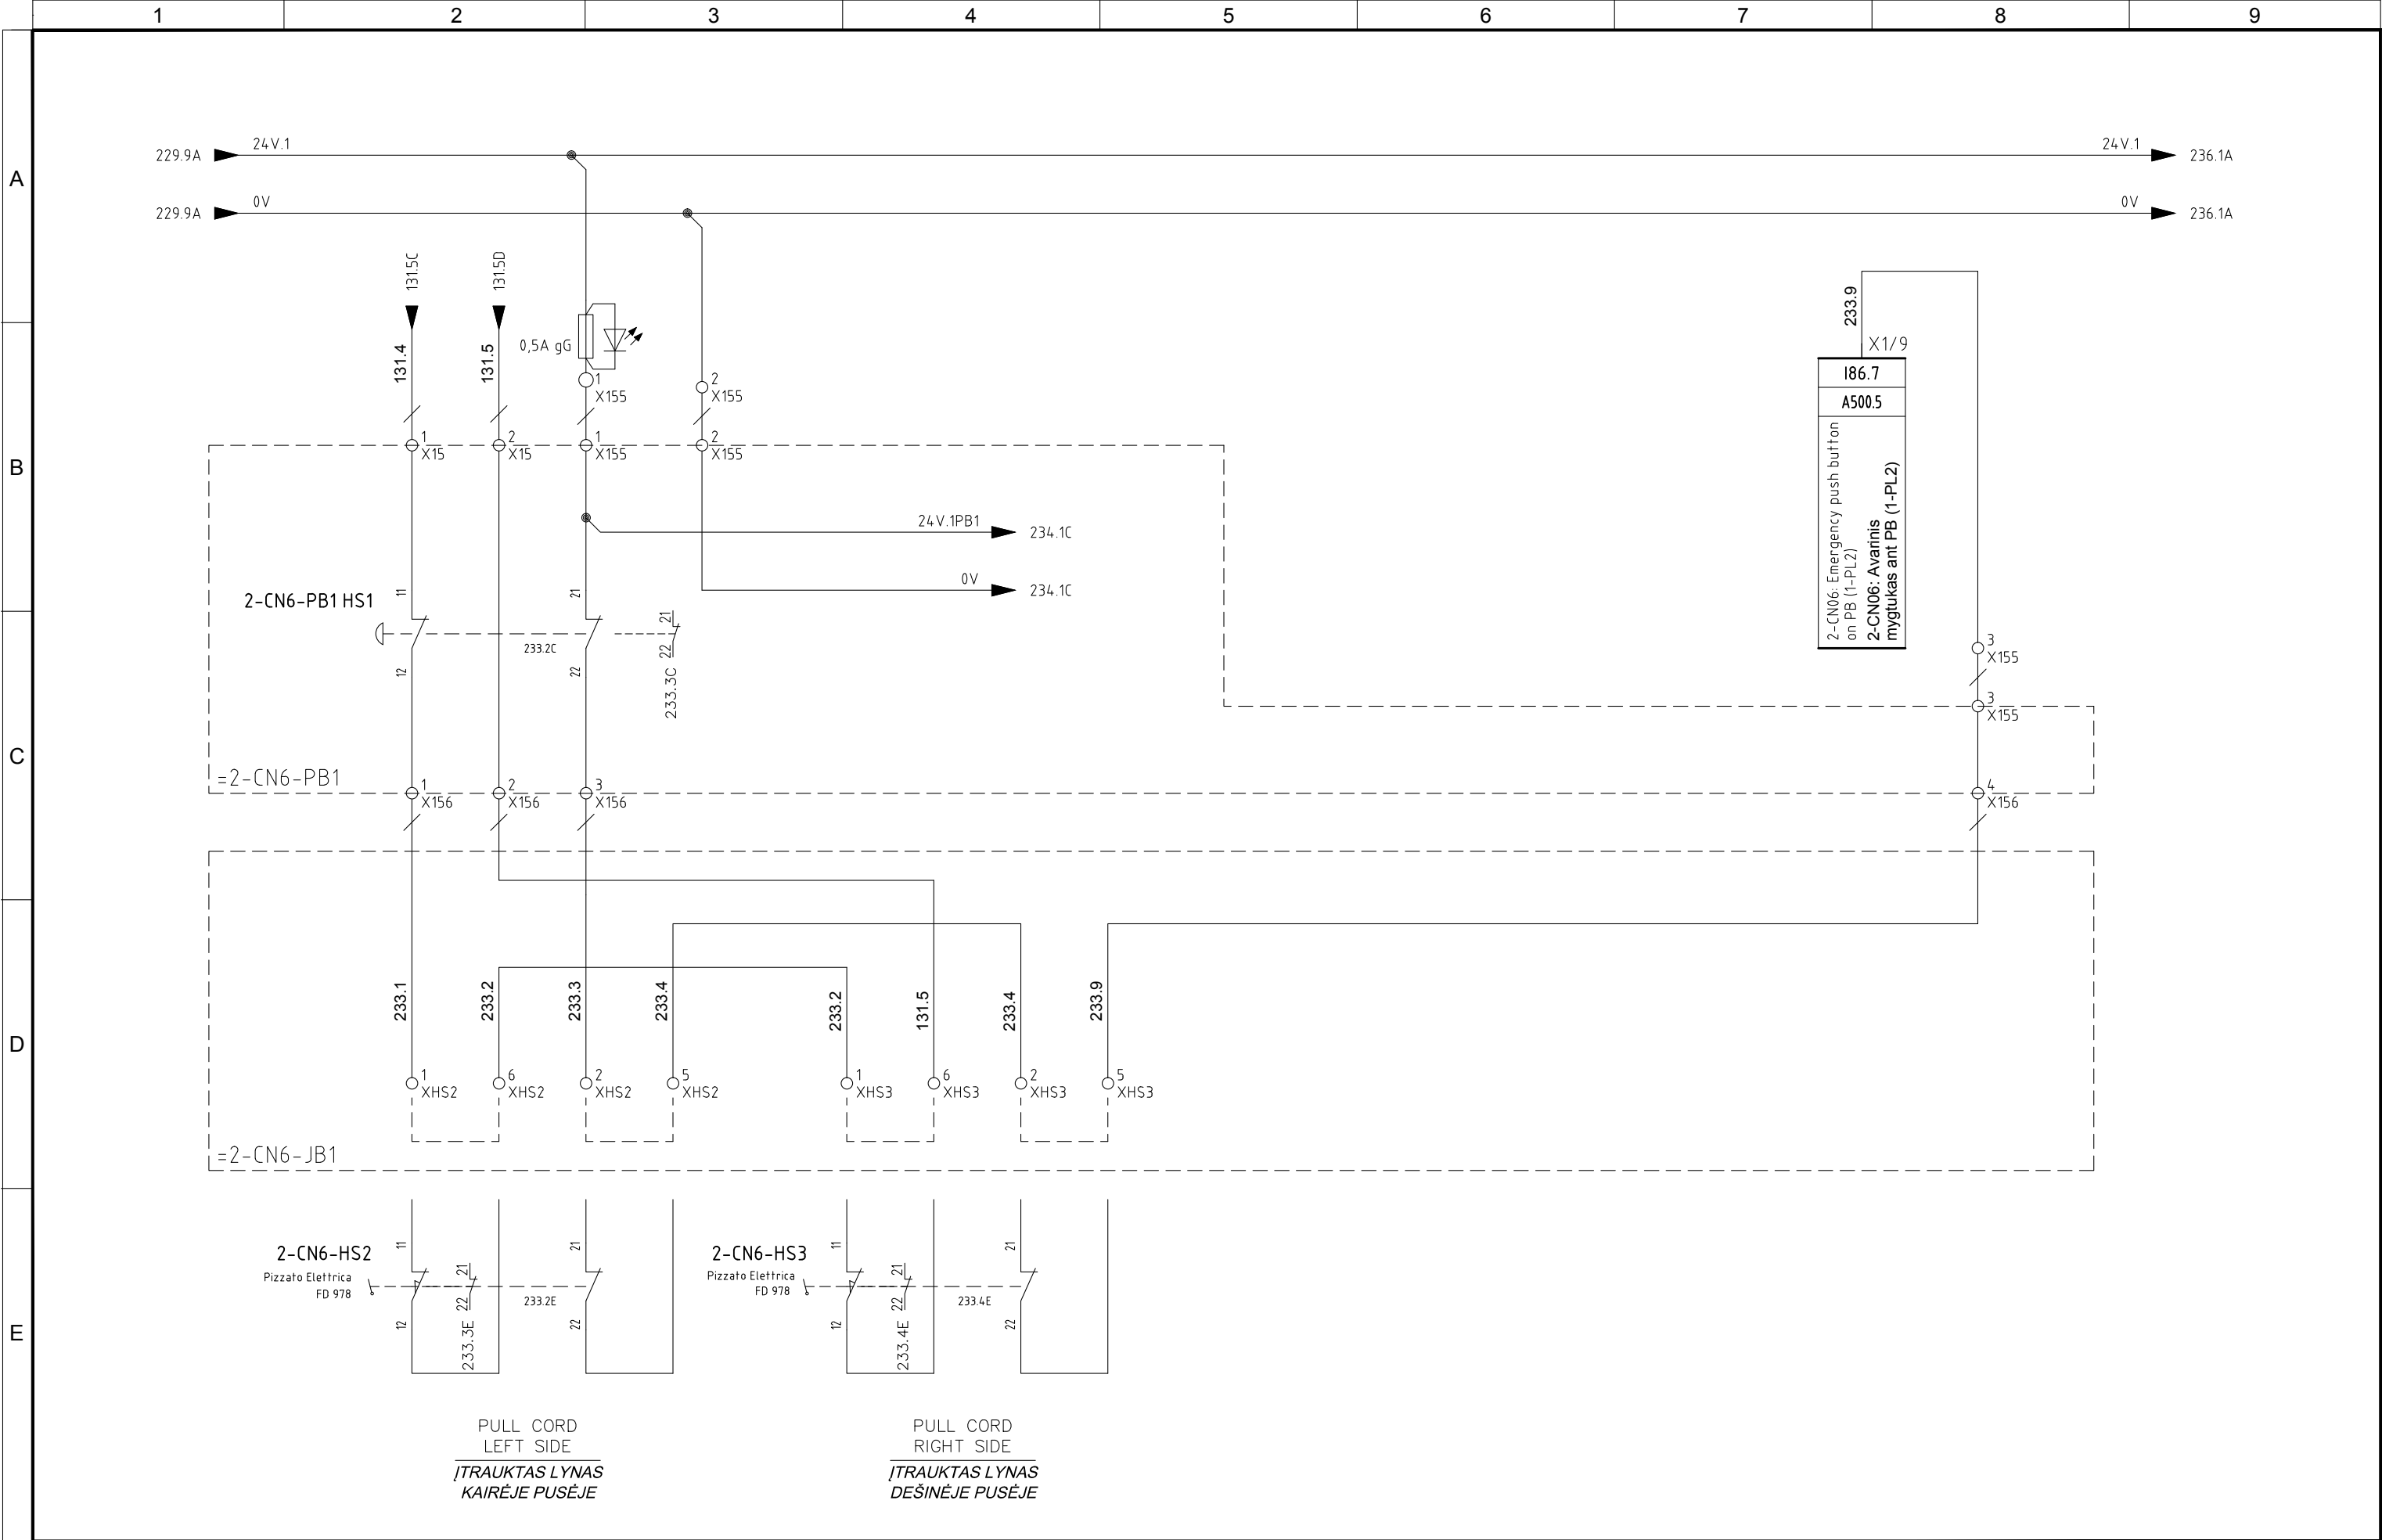 1 2 3 4 5 6 7 8 9
A
229.9A 24V.1 24V.1 236.1A
229.9A 0V 0V 236.1A
131.5C 131.5D
233.9
X1/9
131.4 131.5 0,5A gG
1
X155
2
X155
I86.7
A500.5
2-CN06: Emergency push button
on PB (1-PL2)
2-CN06: Avarinis
mygtukas ant PB (1-PL2)
B
1
X15
2
X15
1
X155
2
X155
24V.1PB1 234.1C
0V 234.1C
2-CN6-PB1 HS1
11 21 21
233.2C
12 22 22
233.3C
3
X155
3
X155
C
=2-CN6-PB1
1
X156
2
X156
3
X156
4
X156
233.1 233.2 233.3 233.4 233.2 131.5 233.4 233.9
D
1
XHS2
6
XHS2
2
XHS2
5
XHS2
1
XHS3
6
XHS3
2
XHS3
5
XHS3
=2-CN6-JB1
2-CN6-HS2
Pizzato Elettrica
FD 978
11 21 21
12 22 22
233.3E
233.2E
2-CN6-HS3
Pizzato Elettrica
FD 978
11 21 21
12 22 22
233.4E
233.4E
E
PULL CORD
LEFT SIDE
ĮTRAUKTAS LYNAS
KAIRĖJE PUSĖJE
PULL CORD
RIGHT SIDE
ĮTRAUKTAS LYNAS
DEŠINĖJE PUSĖJE